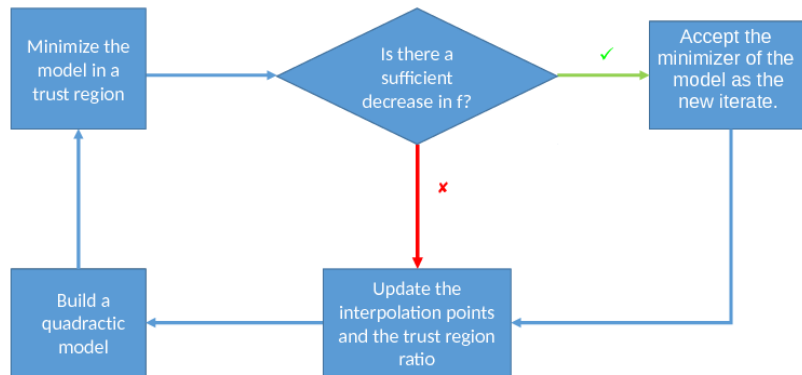 Minimize the
model in a
trust region
Is there a
sufficient
decrease in f?
✓
Accept the
minimizer of the
model as the
new iterate.
✘
Build a
quadractic
model
Update the
interpolation points
and the trust region
ratio